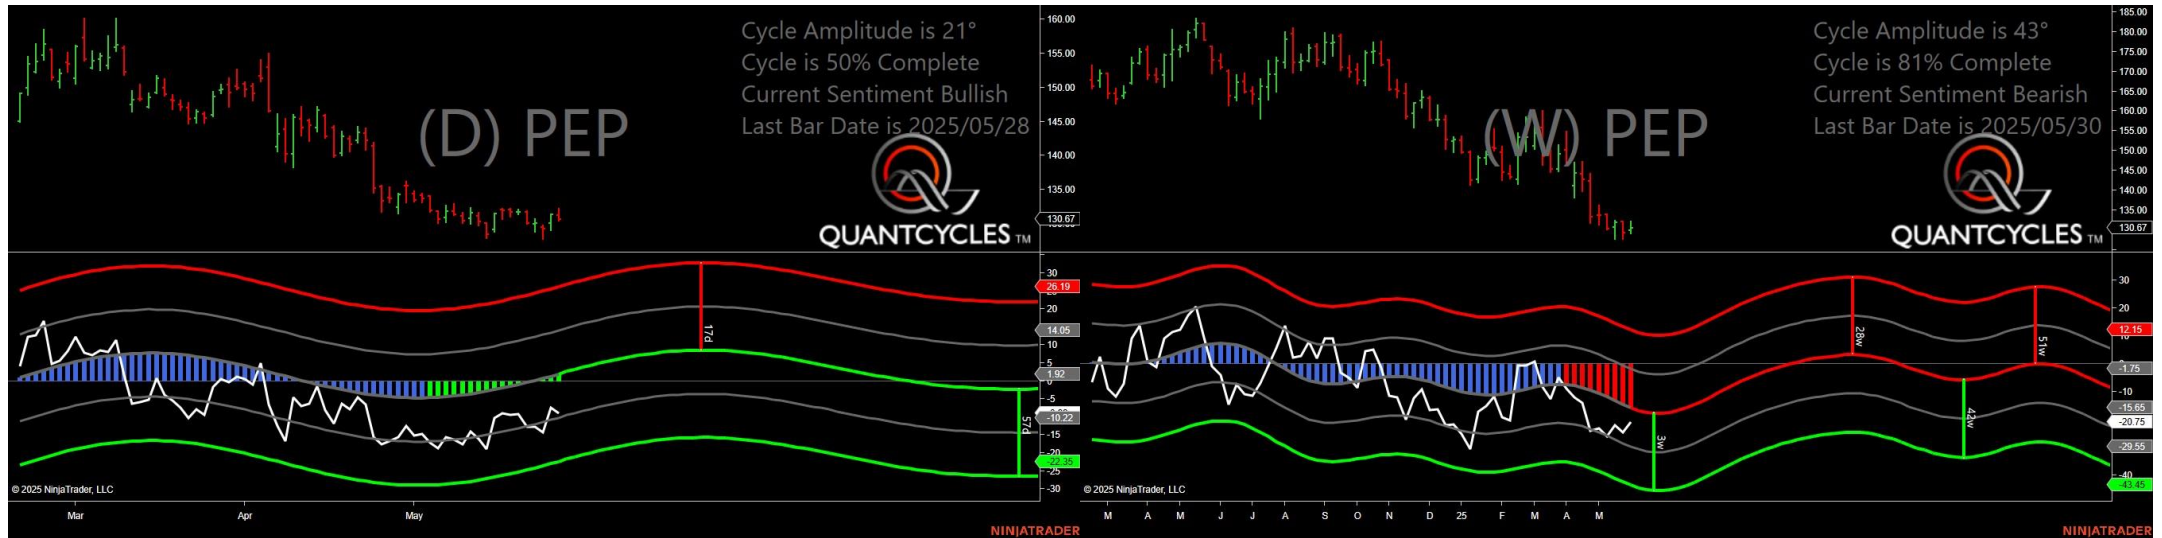 Cycle Amplitude is 21°
Cycle is 50% Complete
Current Sentiment Bullish
Last Bar Date is 2025/05/28
(D) PEP
QUANTCYCLES TM
160.00
155.00
150.00
145.00
140.00
135.00
130.67
30
26.19
20
14.05
10
5
1.92
0
-5
-10.22
-15
-20
-22.35
-25
-30
17d
57d
© 2025 NinjaTrader, LLC
Mar Apr May
NINJATRADER
Cycle Amplitude is 43°
Cycle is 81% Complete
Current Sentiment Bearish
Last Bar Date is 2025/05/30
(W) PEP
QUANTCYCLES TM
185.00
180.00
175.00
170.00
165.00
160.00
155.00
150.00
145.00
140.00
135.00
130.67
30
20
12.15
10
-1.75
-10
-15.65
-20.75
-29.55
-40
-43.45
3w
28w
42w
51w
© 2025 NinjaTrader, LLC
M A M J J A S O N D 25 F M A M
NINJATRADER